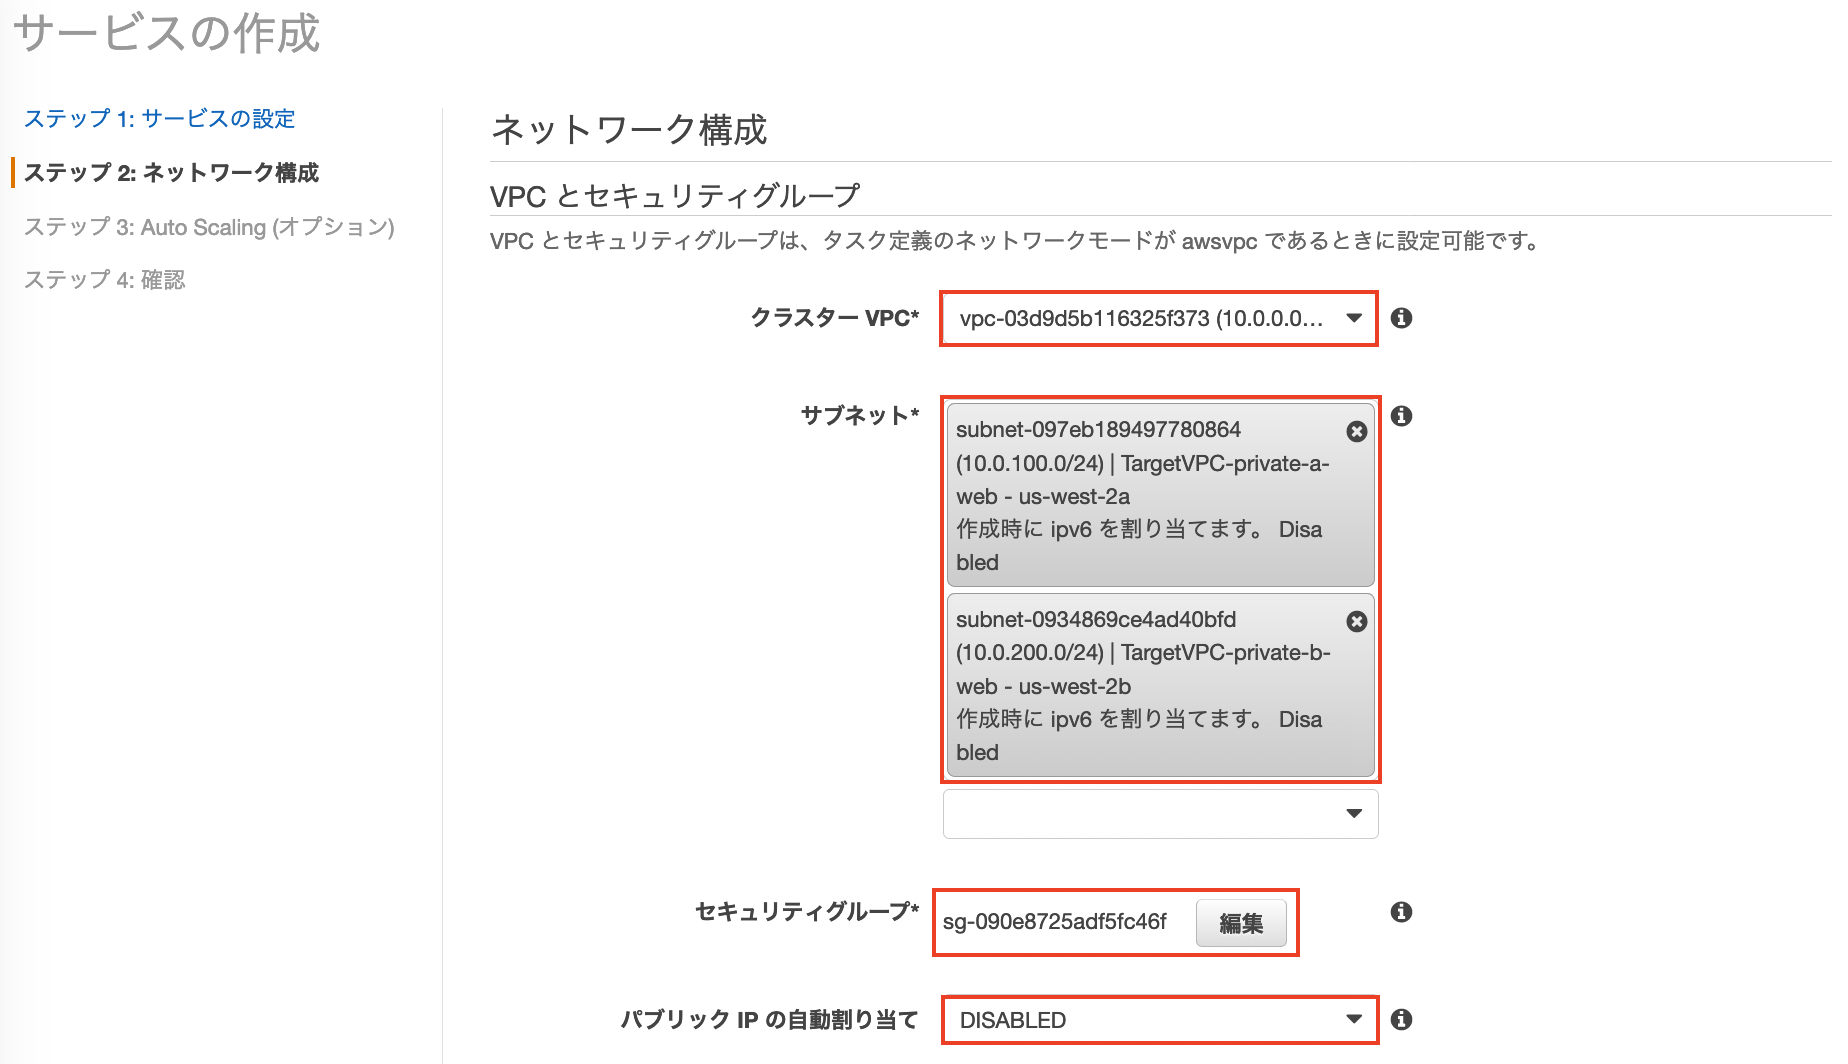 サービスの作成
ステップ 1: サービスの設定
ステップ 2: ネットワーク構成
ステップ 3: Auto Scaling (オプション)
ステップ 4: 確認
ネットワーク構成
VPC とセキュリティグループ
VPC とセキュリティグループは、タスク定義のネットワークモードが awsvpc であるときに設定可能です。
クラスター VPC*
vpc-03d9d5b116325f373 (10.0.0.0...
サブネット*
subnet-097eb189497780864
(10.0.100.0/24) | TargetVPC-private-a-
web - us-west-2a
作成時に ipv6 を割り当てます。 Disa
bled
subnet-0934869ce4ad40bfd
(10.0.200.0/24) | TargetVPC-private-b-
web - us-west-2b
作成時に ipv6 を割り当てます。 Disa
bled
セキュリティグループ*
sg-090e8725adf5fc46f
編集
パブリック IP の自動割り当て
DISABLED